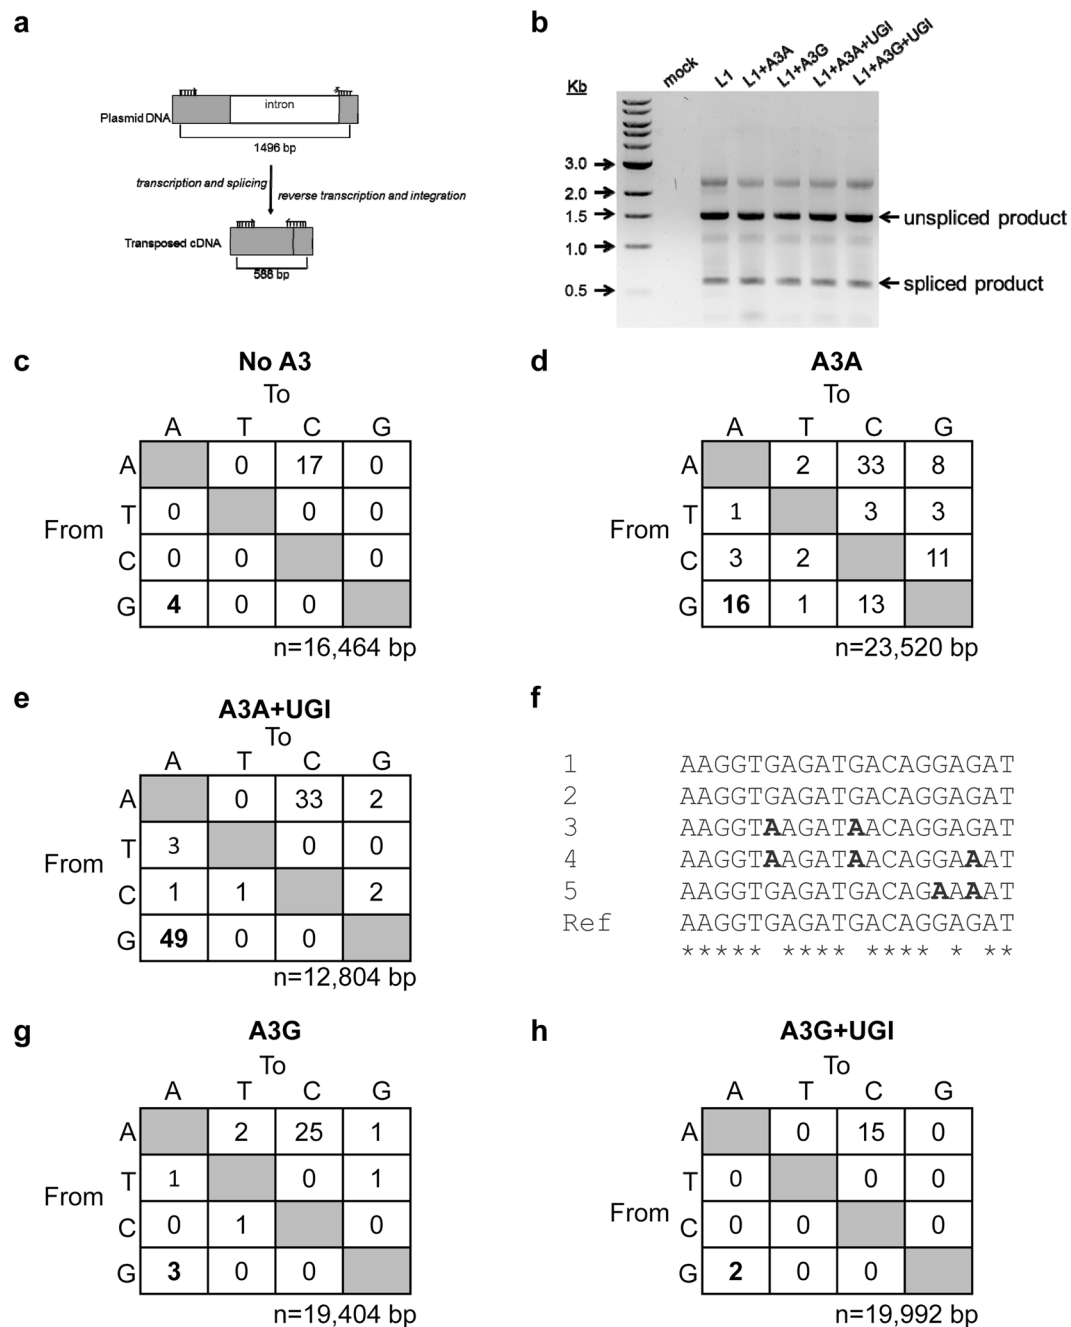 a
Plasmid DNA
intron
1496 bp
transcription and splicing
reverse transcription and integration
Transposed cDNA
588 bp
b
Kb
mock
L1
L1+A3A
L1+A3G
L1+A3A+UGI
L1+A3G+UGI
3.0
2.0
1.5
1.0
0.5
unspliced product
spliced product
c
No A3
To
A T C G
From
A 0 17 0
T 0 0 0
C 0 0 0
G 4 0 0
n=16,464 bp
d
A3A
To
A T C G
From
A 2 33 8
T 1 3 3
C 3 2 11
G 16 1 13
n=23,520 bp
e
A3A+UGI
To
A T C G
From
A 0 33 2
T 3 0 0
C 1 1 2
G 49 0 0
n=12,804 bp
f
1 AAGGTGAGATGACAGGAGAT
2 AAGGTGAGATGACAGGAGAT
3 AAGGTAAGATAACAGGAGAT
4 AAGGTAAGATAACAGGAAAT
5 AAGGTGAGATGACAGAAAAT
Ref AAGGTGAGATGACAGGAGAT
***** **** **** * **
g
A3G
To
A T C G
From
A 2 25 1
T 1 0 1
C 0 1 0
G 3 0 0
n=19,404 bp
h
A3G+UGI
To
A T C G
From
A 0 15 0
T 0 0 0
C 0 0 0
G 2 0 0
n=19,992 bp